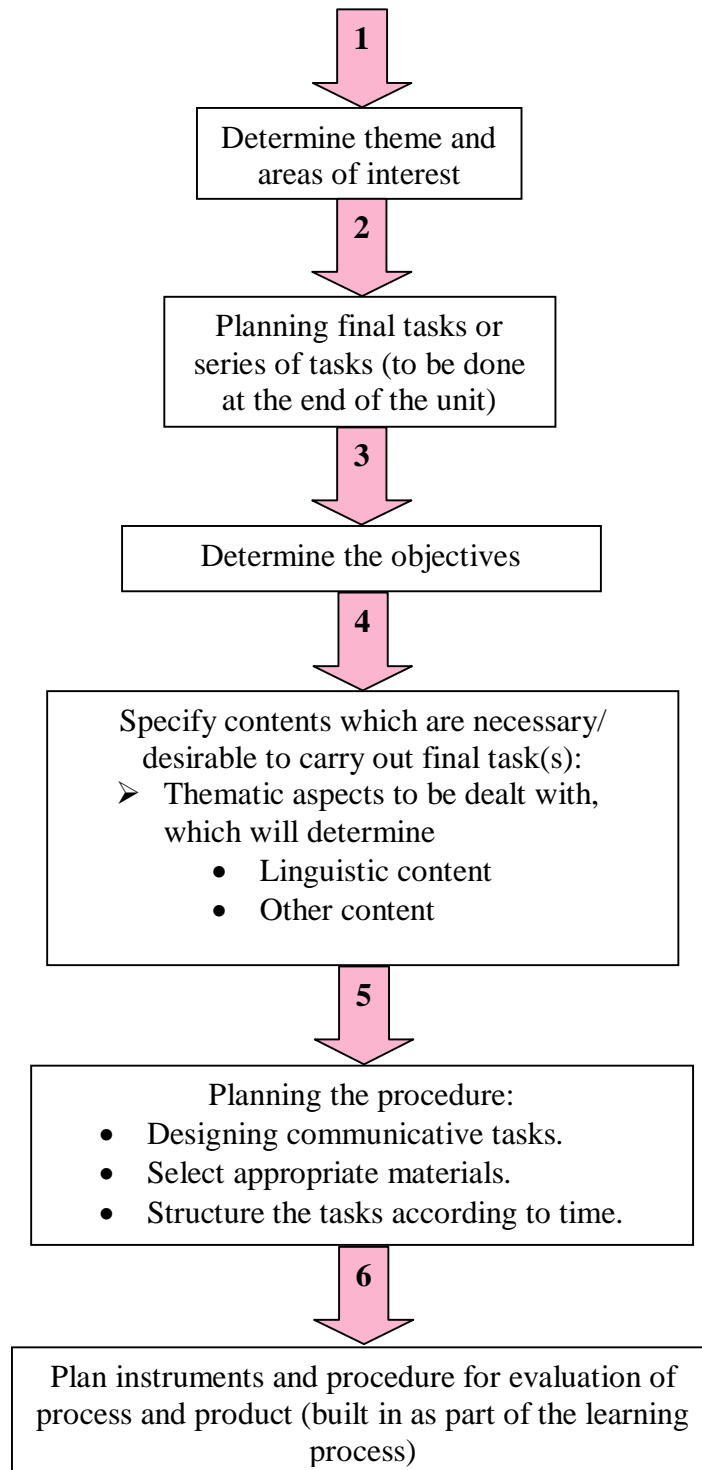 1
Determine theme and
areas of interest
2
Planning final tasks or
series of tasks (to be done
at the end of the unit)
3
Determine the objectives
4
Specify contents which are necessary/
desirable to carry out final task(s):
➢ Thematic aspects to be dealt with,
which will determine
• Linguistic content
• Other content
5
Planning the procedure:
• Designing communicative tasks.
• Select appropriate materials.
• Structure the tasks according to time.
6
Plan instruments and procedure for evaluation of
process and product (built in as part of the learning
process)